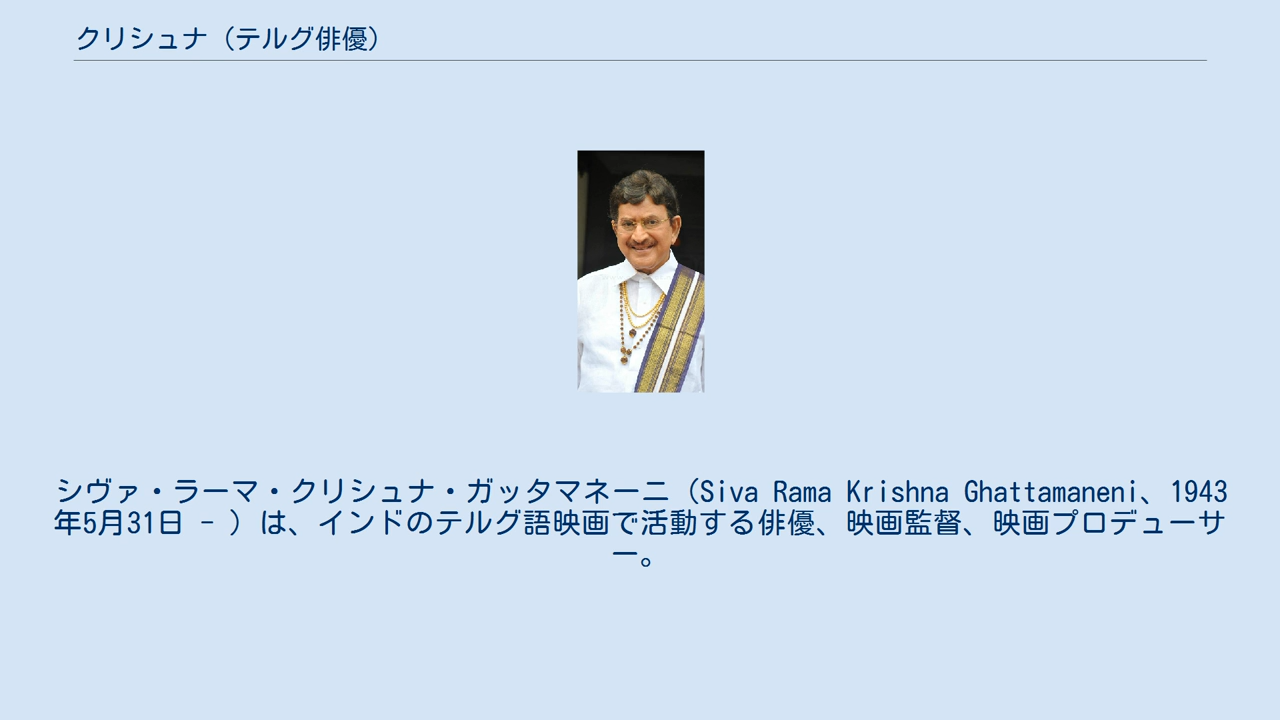 クリシュナ（テルグ俳優）
シヴァ・ラーマ・クリシュナ・ガッタマネーニ（Siva Rama Krishna Ghattamaneni、1943
年5月31日 - ）は、インドのテルグ語映画で活動する俳優、映画監督、映画プロデューサ
ー。